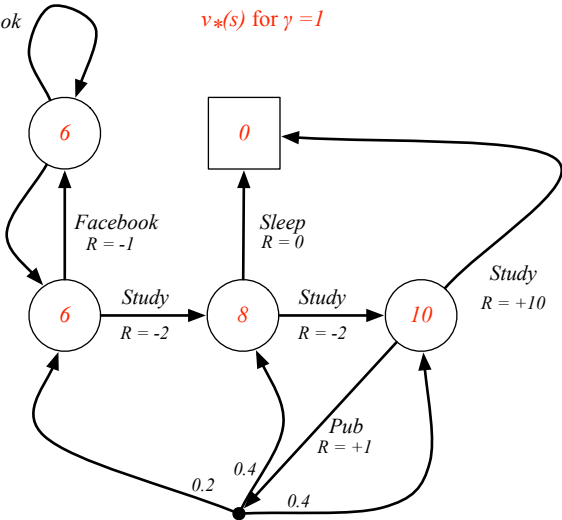 v*(s) for γ =1
6
0
Facebook
R = -1
Sleep
R = 0
Study
R = +10
6
Study
R = -2
8
Study
R = -2
10
Pub
R = +1
0.2
0.4
0.4